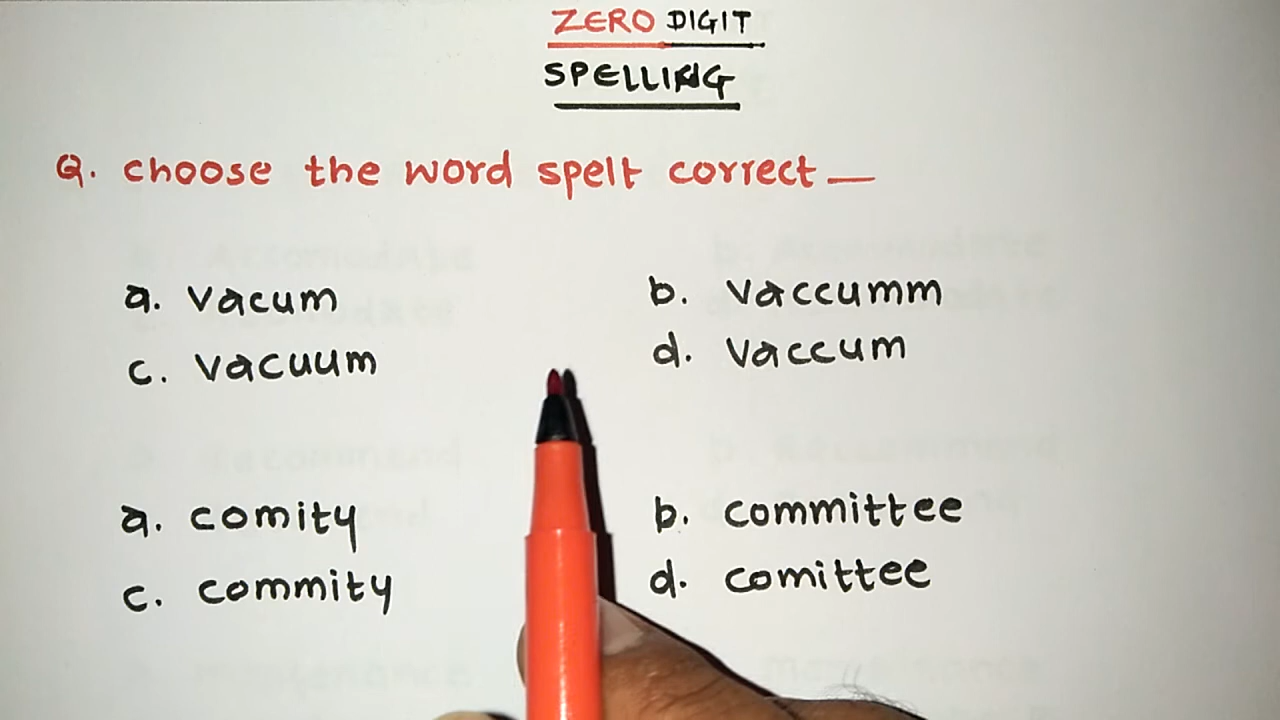 ZERO DIGIT
SPELLING
Q. choose the word spelt correct —
a. vacum b. vaccumm
c. vacuum d. vaccum
a. comity b. committee
c. commity d. comittee